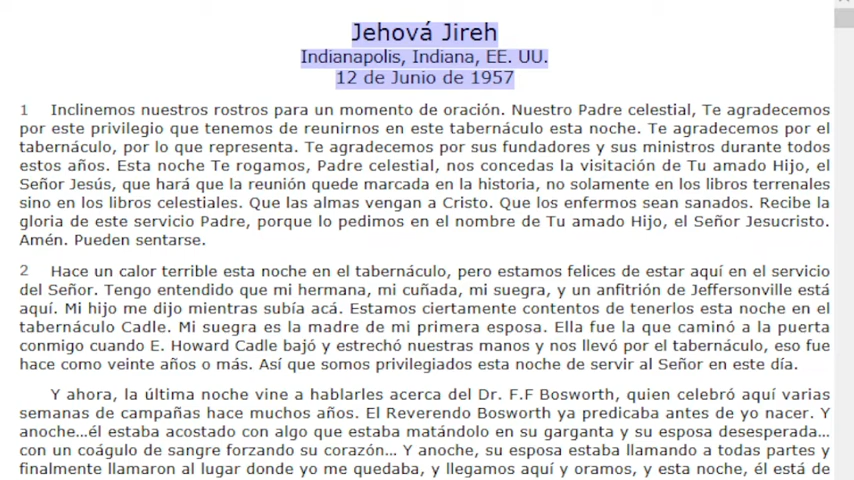 Jehová Jireh
Indianapolis, Indiana, EE. UU.
12 de Junio de 1957
1 Inclinemos nuestros rostros para un momento de oración. Nuestro Padre celestial, Te agradecemos
por este privilegio que tenemos de reunirnos en este tabernáculo esta noche. Te agradecemos por el
tabernáculo, por lo que representa. Te agradecemos por sus fundadores y sus ministros durante todos
estos años. Esta noche Te rogamos, Padre celestial, nos concedas la visitación de Tu amado Hijo, el
Señor Jesús, que hará que la reunión quede marcada en la historia, no solamente en los libros terrenales
sino en los libros celestiales. Que las almas vengan a Cristo. Que los enfermos sean sanados. Recibe la
gloria de este servicio Padre, porque lo pedimos en el nombre de Tu amado Hijo, el Señor Jesucristo.
Amén. Pueden sentarse.
2 Hace un calor terrible esta noche en el tabernáculo, pero estamos felices de estar aquí en el servicio
del Señor. Tengo entendido que mi hermana, mi cuñada, mi suegra, y un anfitrión de Jeffersonville está
aquí. Mi hijo me dijo mientras subía acá. Estamos ciertamente contentos de tenerlos esta noche en el
tabernáculo Cadle. Mi suegra es la madre de mi primera esposa. Ella fue la que caminó a la puerta
conmigo cuando E. Howard Cadle bajó y estrechó nuestras manos y nos llevó por el tabernáculo, eso fue
hace como veinte años o más. Así que somos privilegiados esta noche de servir al Señor en este día.
Y ahora, la última noche vine a hablarles acerca del Dr. F.F Bosworth, quien celebró aquí varias
semanas de campañas hace muchos años. El Reverendo Bosworth ya predicaba antes de yo nacer. Y
anoche...él estaba acostado con algo que estaba matándolo en su garganta y su esposa desesperada...
con un coágulo de sangre forzando su corazón... Y anoche, su esposa estaba llamando a todas partes y
finalmente llamaron al lugar donde yo me quedaba, y llegamos aquí y oramos, y esta noche, él está de